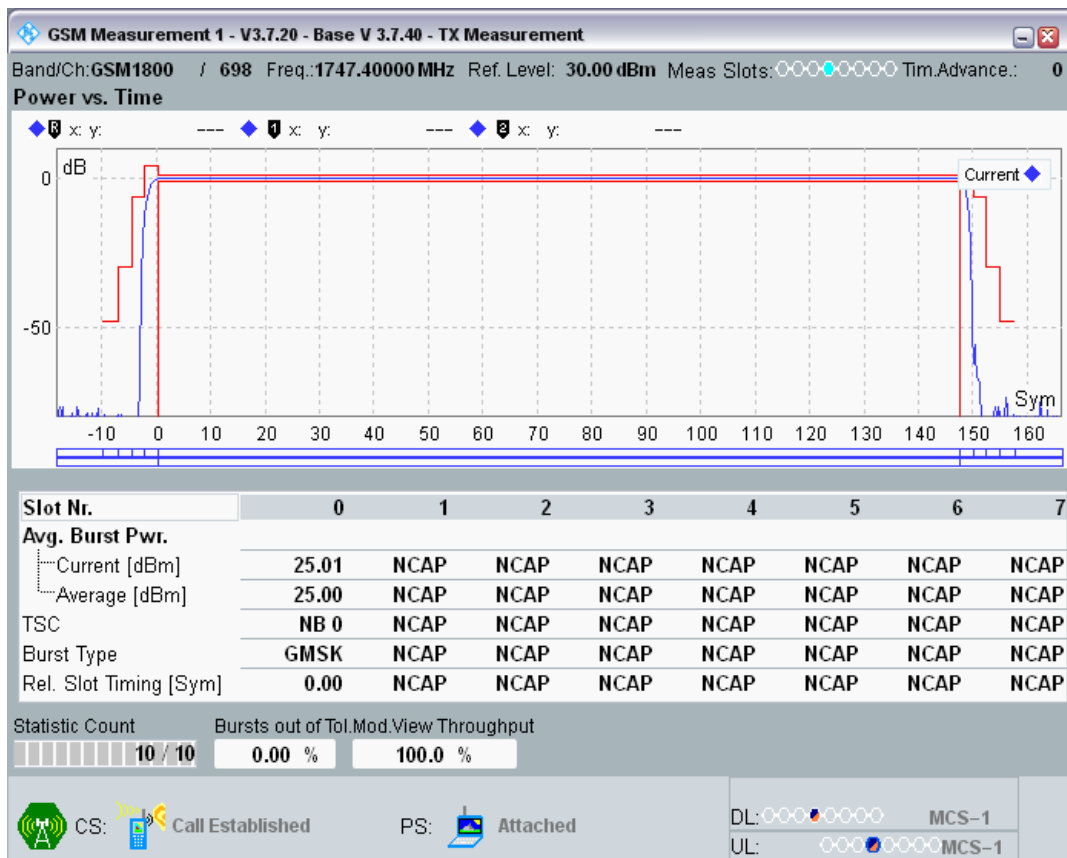 GSM Measurement 1 - V3.7.20 - Base V 3.7.40 - TX Measurement
Band/Ch:GSM1800 / 698 Freq.:1747.40000 MHz Ref. Level: 30.00 dBm Meas Slots: Tim.Advance.: 0
Power vs. Time
R x: y: --- 1 x: y: --- 2 x: y: ---
dB
0
Current
-50
Sym
-10 0 10 20 30 40 50 60 70 80 90 100 110 120 130 140 150 160
Slot Nr. 0 1 2 3 4 5 6 7
Avg. Burst Pwr.
Current [dBm] 25.01 NCAP NCAP NCAP NCAP NCAP NCAP NCAP
Average [dBm] 25.00 NCAP NCAP NCAP NCAP NCAP NCAP NCAP
TSC NB 0 NCAP NCAP NCAP NCAP NCAP NCAP NCAP
Burst Type GMSK NCAP NCAP NCAP NCAP NCAP NCAP NCAP
Rel. Slot Timing [Sym] 0.00 NCAP NCAP NCAP NCAP NCAP NCAP NCAP
Statistic Count Bursts out of Tol.Mod.View Throughput
10 / 10 0.00 % 100.0 %
CS: Call Established PS: Attached
DL: MCS-1
UL: MCS-1